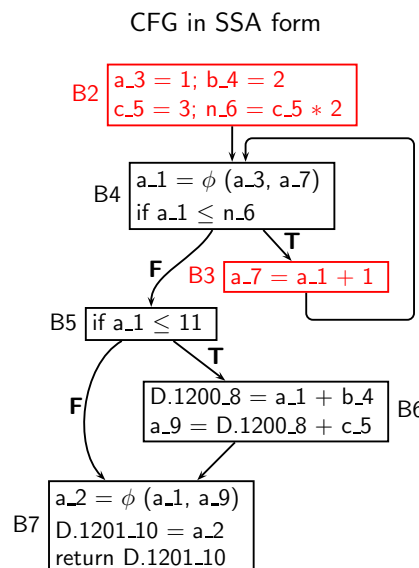 CFG in SSA form
B2
a_3 = 1; b_4 = 2
c_5 = 3; n_6 = c_5 * 2
B4
a_1 = ϕ (a_3, a_7)
if a_1 ≤ n_6
T
F
B3
a_7 = a_1 + 1
B5
if a_1 ≤ 11
T
F
D.1200_8 = a_1 + b_4
a_9 = D.1200_8 + c_5
B6
B7
a_2 = ϕ (a_1, a_9)
D.1201_10 = a_2
return D.1201_10